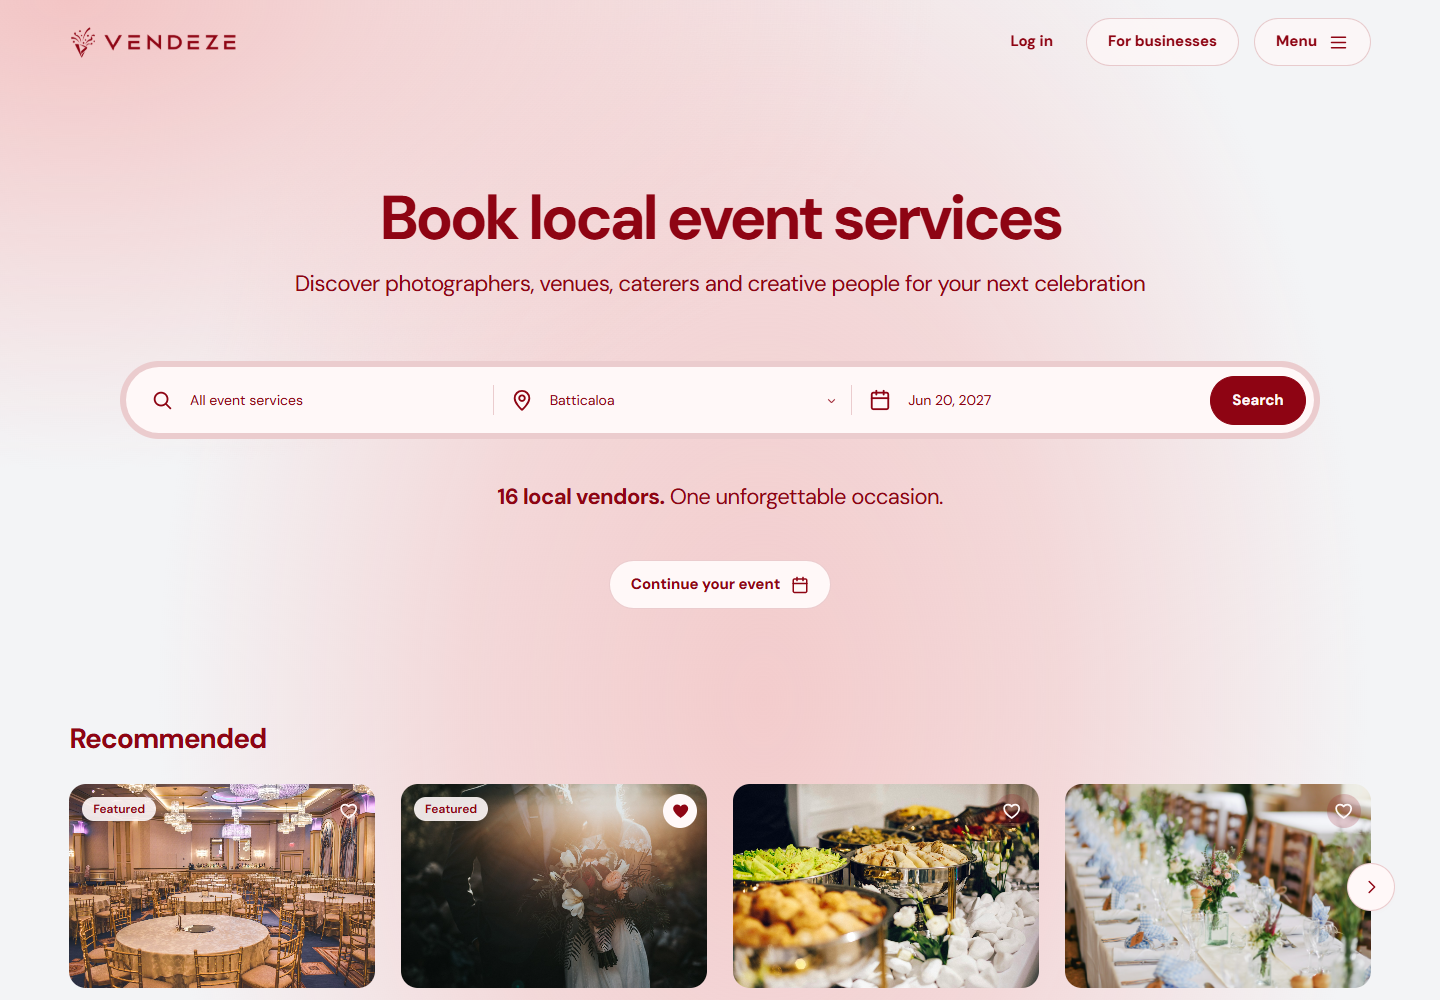 VENDEZE
Log in
For businesses
Menu
Book local event services
Discover photographers, venues, caterers and creative people for your next celebration
All event services
Batticaloa
Jun 20, 2027
Search
16 local vendors. One unforgettable occasion.
Continue your event
Recommended
Featured
Featured